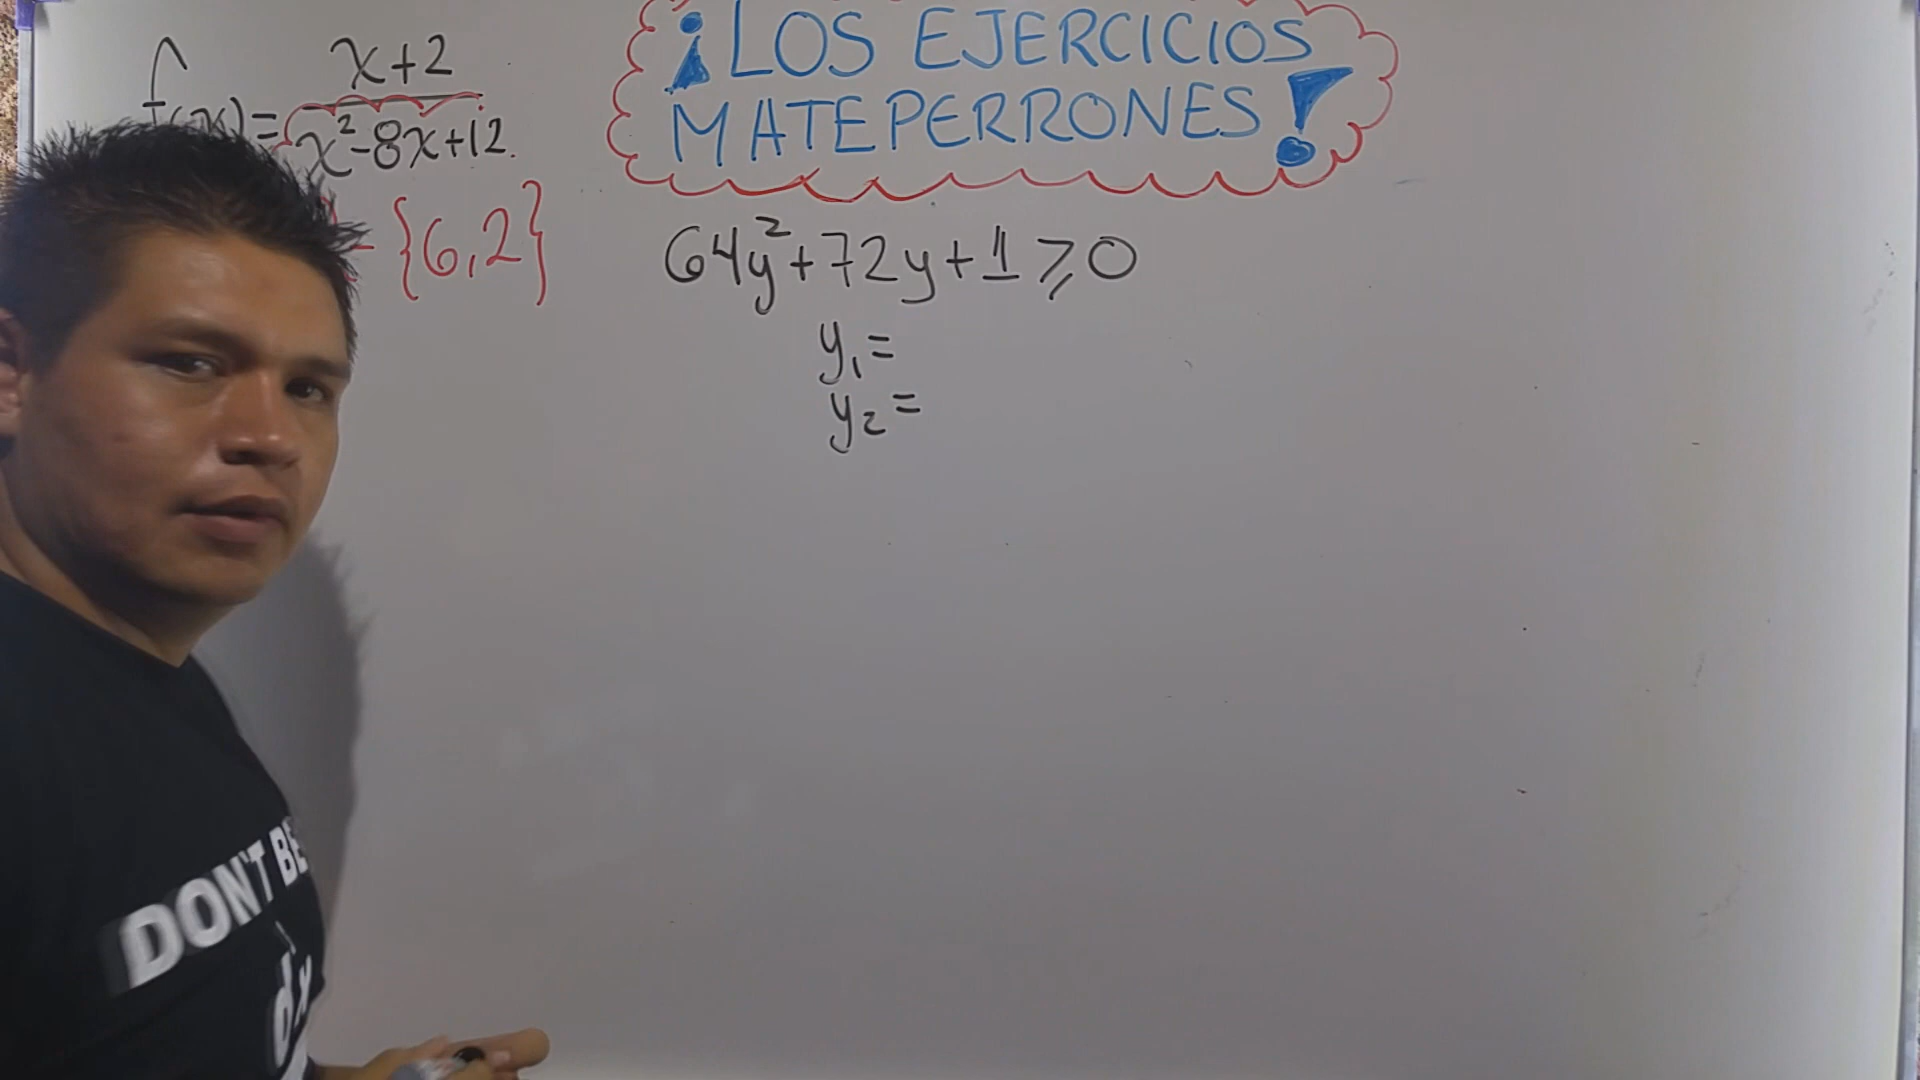 ¡LOS EJERCICIOS
MATEPERRONES!
x+2
f(x)=
x²-8x+12.
- {6,2}
64y²+72y+1⩾0
y₁=
y₂=
DON'T BE